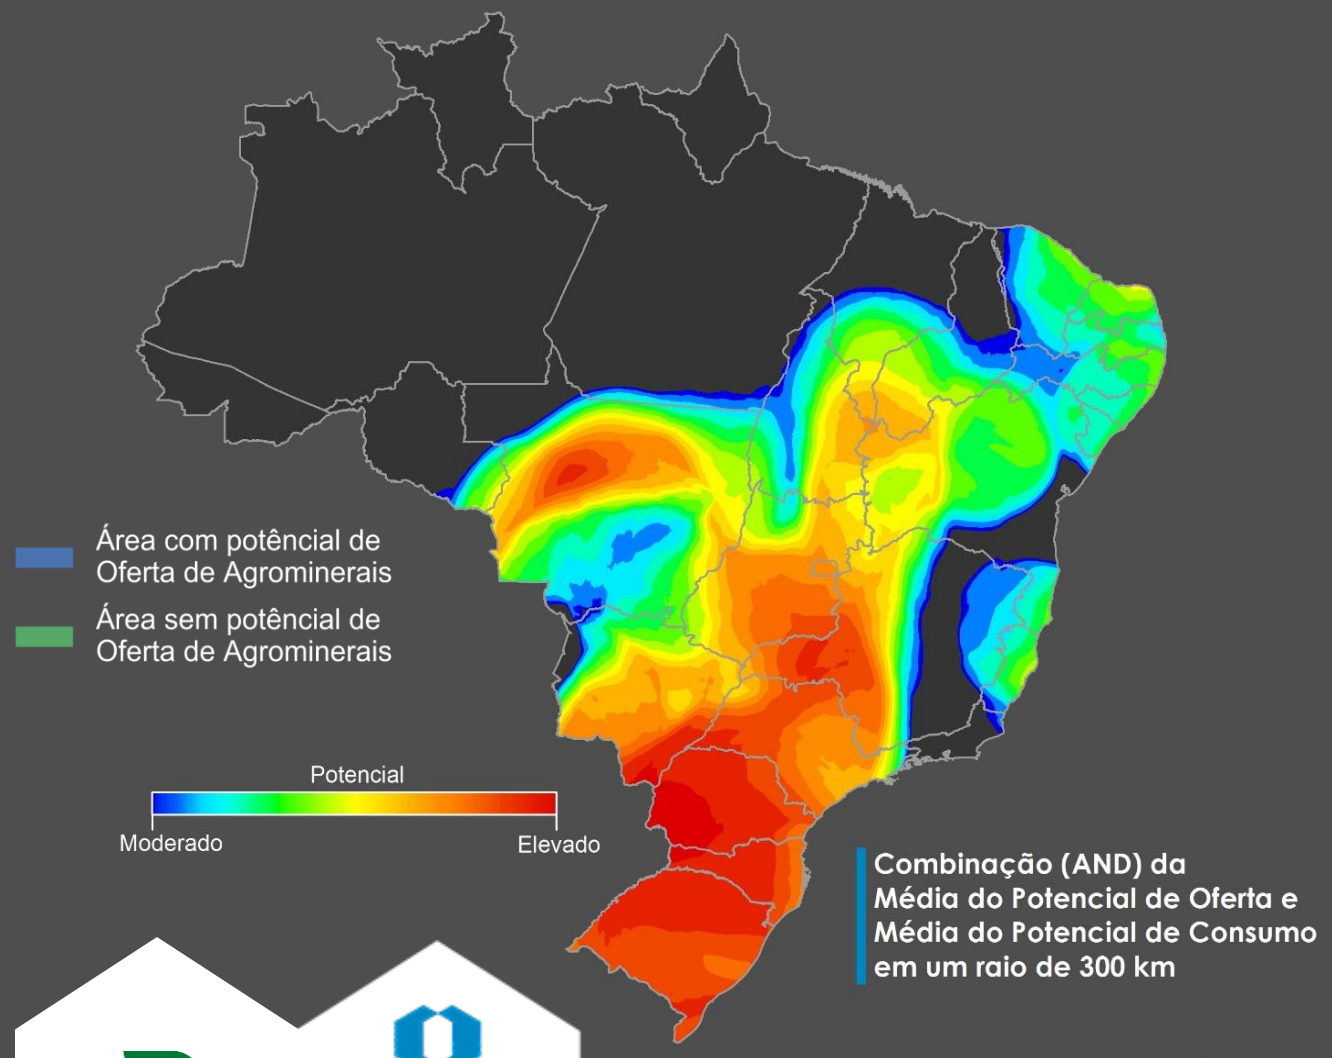 Área com potêncial de
Oferta de Agrominerais
Área sem potêncial de
Oferta de Agrominerais
Potencial
Moderado
Elevado
Combinação (AND) da
Média do Potencial de Oferta e
Média do Potencial de Consumo
em um raio de 300 km